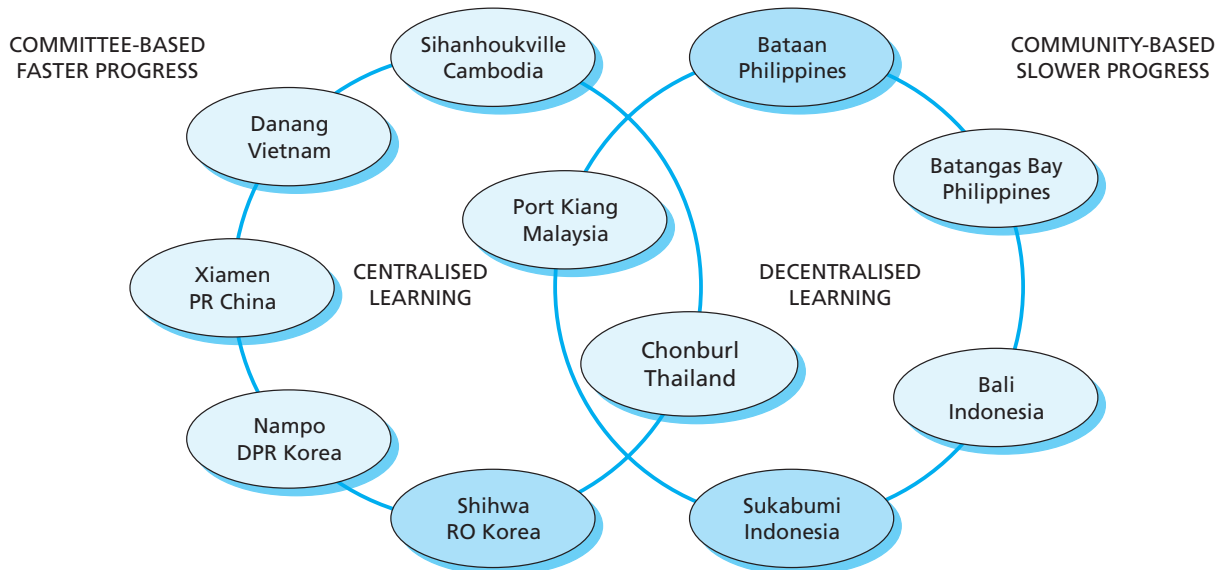 COMMITTEE-BASED
FASTER PROGRESS
Sihanhoukville
Cambodia
Bataan
Philippines
COMMUNITY-BASED
SLOWER PROGRESS
Danang
Vietnam
Batangas Bay
Philippines
Port Kiang
Malaysia
Xiamen
PR China
CENTRALISED
LEARNING
DECENTRALISED
LEARNING
Chonburl
Thailand
Bali
Indonesia
Nampo
DPR Korea
Shihwa
RO Korea
Sukabumi
Indonesia